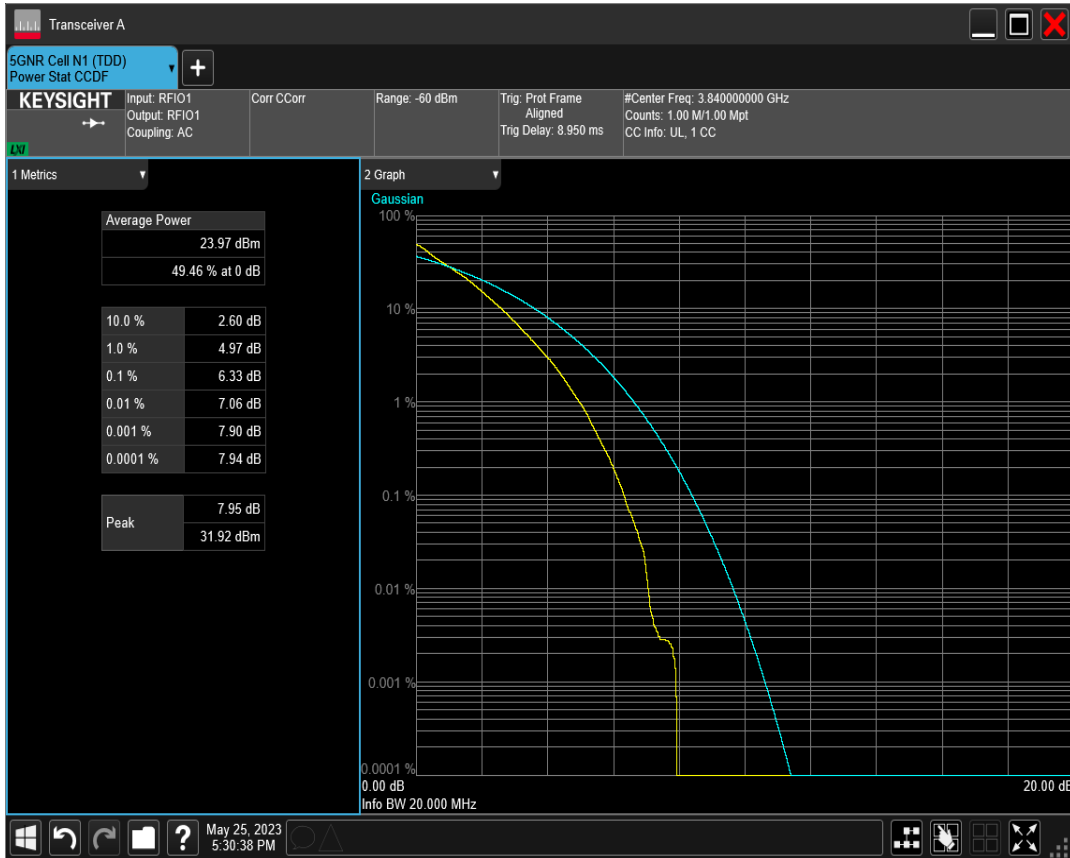 Transceiver A
5GNR Cell N1 (TDD)
Power Stat CCDF
+
KEYSIGHT
LXI
Input: RFIO1
Output: RFIO1
Coupling: AC
Corr CCorr
Range: -60 dBm
Trig: Prot Frame
Aligned
Trig Delay: 8.950 ms
#Center Freq: 3.840000000 GHz
Counts: 1.00 M/1.00 Mpt
CC Info: UL, 1 CC
1 Metrics
Average Power
23.97 dBm
49.46 % at 0 dB
10.0 % 2.60 dB
1.0 % 4.97 dB
0.1 % 6.33 dB
0.01 % 7.06 dB
0.001 % 7.90 dB
0.0001 % 7.94 dB
Peak
7.95 dB
31.92 dBm
2 Graph
Gaussian
100 %
10 %
1 %
0.1 %
0.01 %
0.001 %
0.0001 %
0.00 dB 20.00 dB
Info BW 20.000 MHz
?
May 25, 2023
5:30:38 PM